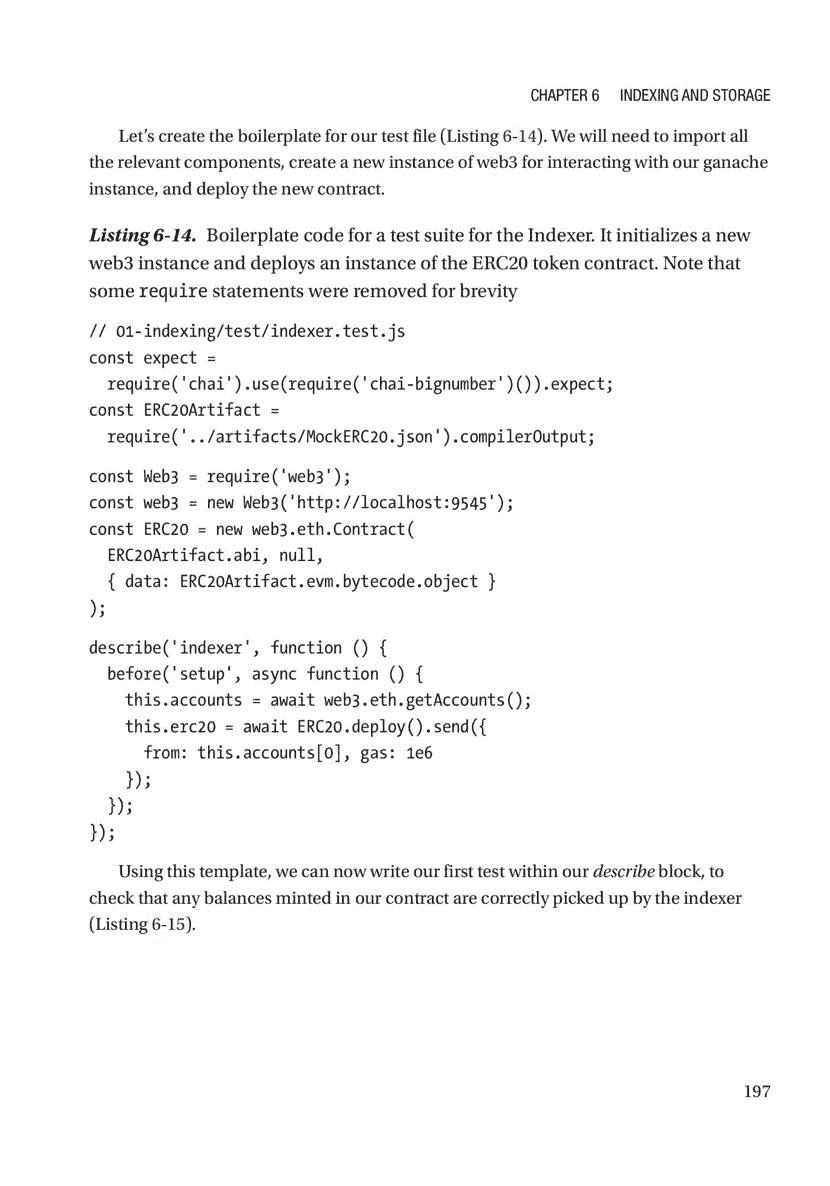 CHAPTER 6 INDEXING AND STORAGE
Let’s create the boilerplate for our test file (Listing 6-14). We will need to import all
the relevant components, create a new instance of web3 for interacting with our ganache
instance, and deploy the new contract.
Listing 6-14. Boilerplate code for a test suite for the Indexer. It initializes a new
web3 instance and deploys an instance of the ERC20 token contract. Note that
some require statements were removed for brevity
// 01-indexing/test/indexer.test.js
const expect =
  require('chai').use(require('chai-bignumber')()).expect;
const ERC20Artifact =
  require('../artifacts/MockERC20.json').compilerOutput;
const Web3 = require('web3');
const web3 = new Web3('http://localhost:9545');
const ERC20 = new web3.eth.Contract(
  ERC20Artifact.abi, null,
  { data: ERC20Artifact.evm.bytecode.object }
);
describe('indexer', function () {
  before('setup', async function () {
    this.accounts = await web3.eth.getAccounts();
    this.erc20 = await ERC20.deploy().send({
      from: this.accounts[0], gas: 1e6
    });
  });
});
Using this template, we can now write our first test within our describe block, to
check that any balances minted in our contract are correctly picked up by the indexer
(Listing 6-15).
197